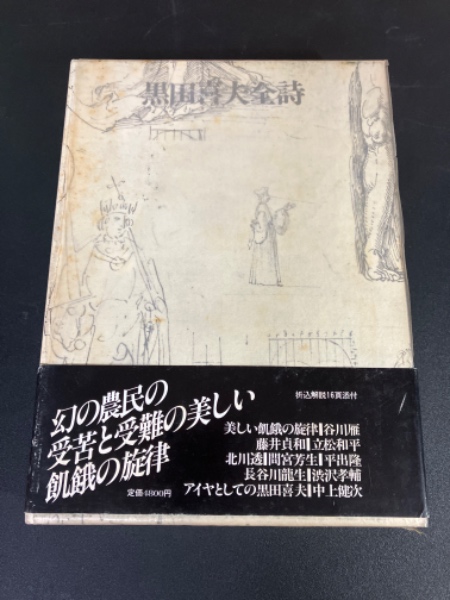 黒田喜夫全詩
幻の農民の
受苦と受難の美しい
飢餓の旋律
定価・4800円
折込解説16頁添付
美しい飢餓の旋律┃谷川雁
藤井貞和┃立松和平
北川透┃間宮芳生┃平出隆
長谷川龍生┃渋沢孝輔
アイヤとしての黒田喜夫┃中上健次